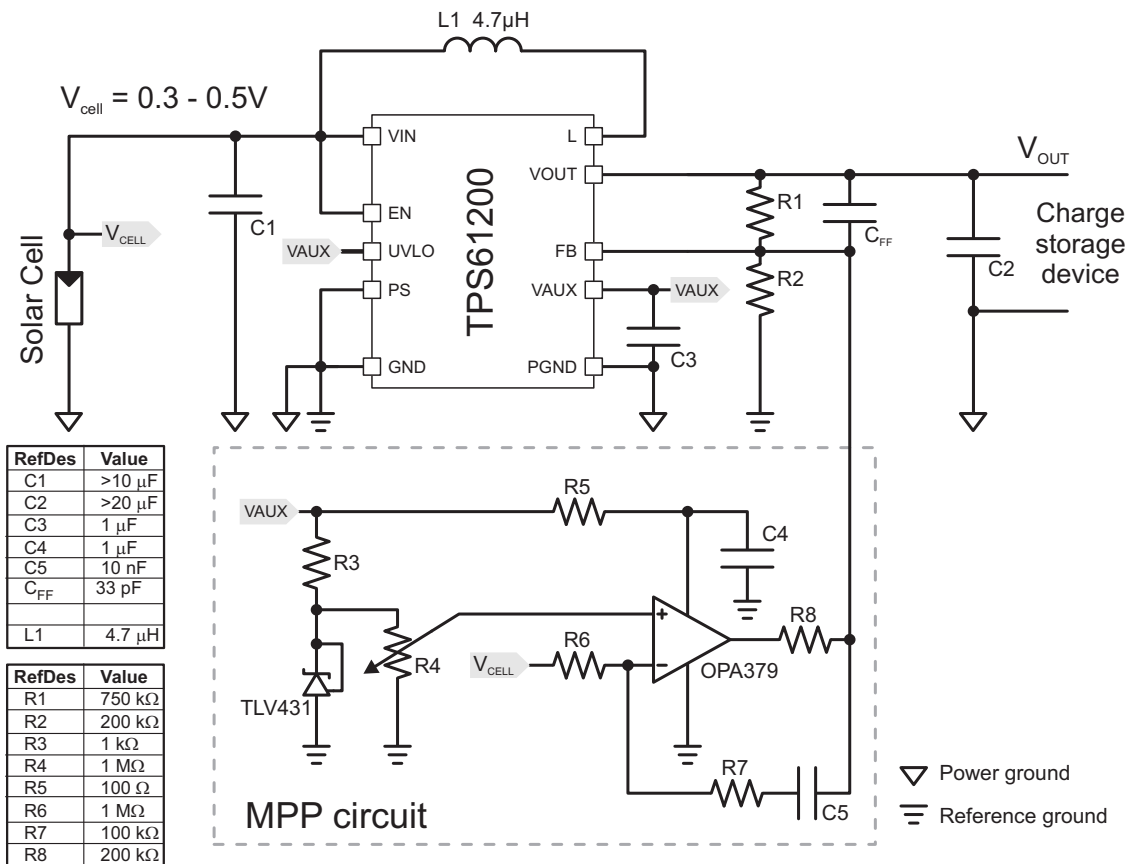 L1 4.7µH
V_cell = 0.3 - 0.5V
VIN
L
VOUT
V_OUT
EN
R1
C_FF
C1
V_CELL
VAUX
UVLO
FB
TPS61200
C2
Charge
storage
device
Solar Cell
PS
VAUX
VAUX
R2
GND
PGND
C3
RefDes Value
C1 >10 µF
C2 >20 µF
C3 1 µF
C4 1 µF
C5 10 nF
C_FF 33 pF
L1 4.7 µH
RefDes Value
R1 750 kΩ
R2 200 kΩ
R3 1 kΩ
R4 1 MΩ
R5 100 Ω
R6 1 MΩ
R7 100 kΩ
R8 200 kΩ
VAUX
R5
C4
R3
R4
+
R8
R6
V_CELL
−
OPA379
TLV431
R7
C5
MPP circuit
Power ground
Reference ground